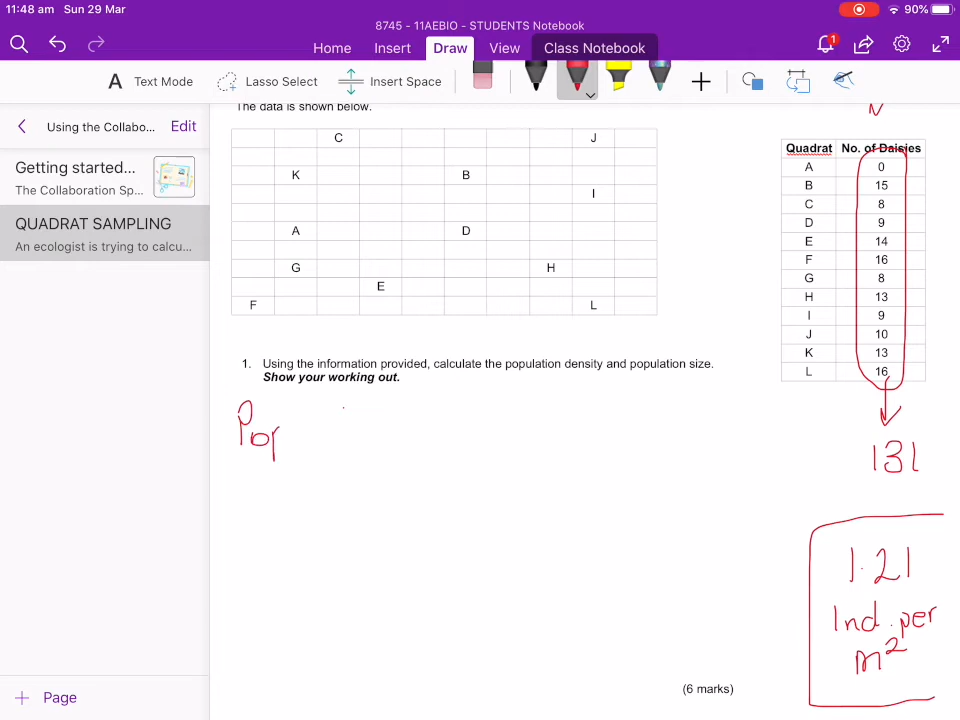 11:48 am Sun 29 Mar
90%
8745 - 11AEBIO - STUDENTS Notebook
Home Insert Draw View Class Notebook
1
A Text Mode Lasso Select Insert Space
Using the Collabo... Edit
Getting started...
The Collaboration Sp...
QUADRAT SAMPLING
An ecologist is trying to calcu...
+ Page
The data is shown below.
C J
K B
I
A D
G H
E
F L
1. Using the information provided, calculate the population density and population size.
Show your working out.
Pop
(6 marks)
Quadrat No. of Daisies
A 0
B 15
C 8
D 9
E 14
F 16
G 8
H 13
I 9
J 10
K 13
L 16
131
1.21
Ind. per
m²